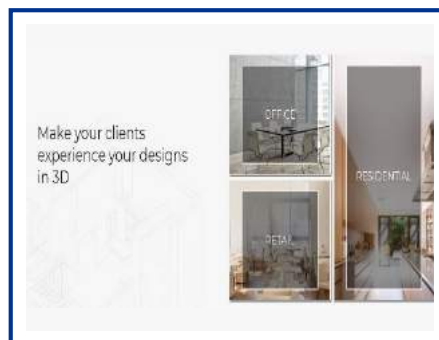 Make your clients
experience your designs
in 3D
OFFICE
RESIDENTIAL
RETAIL